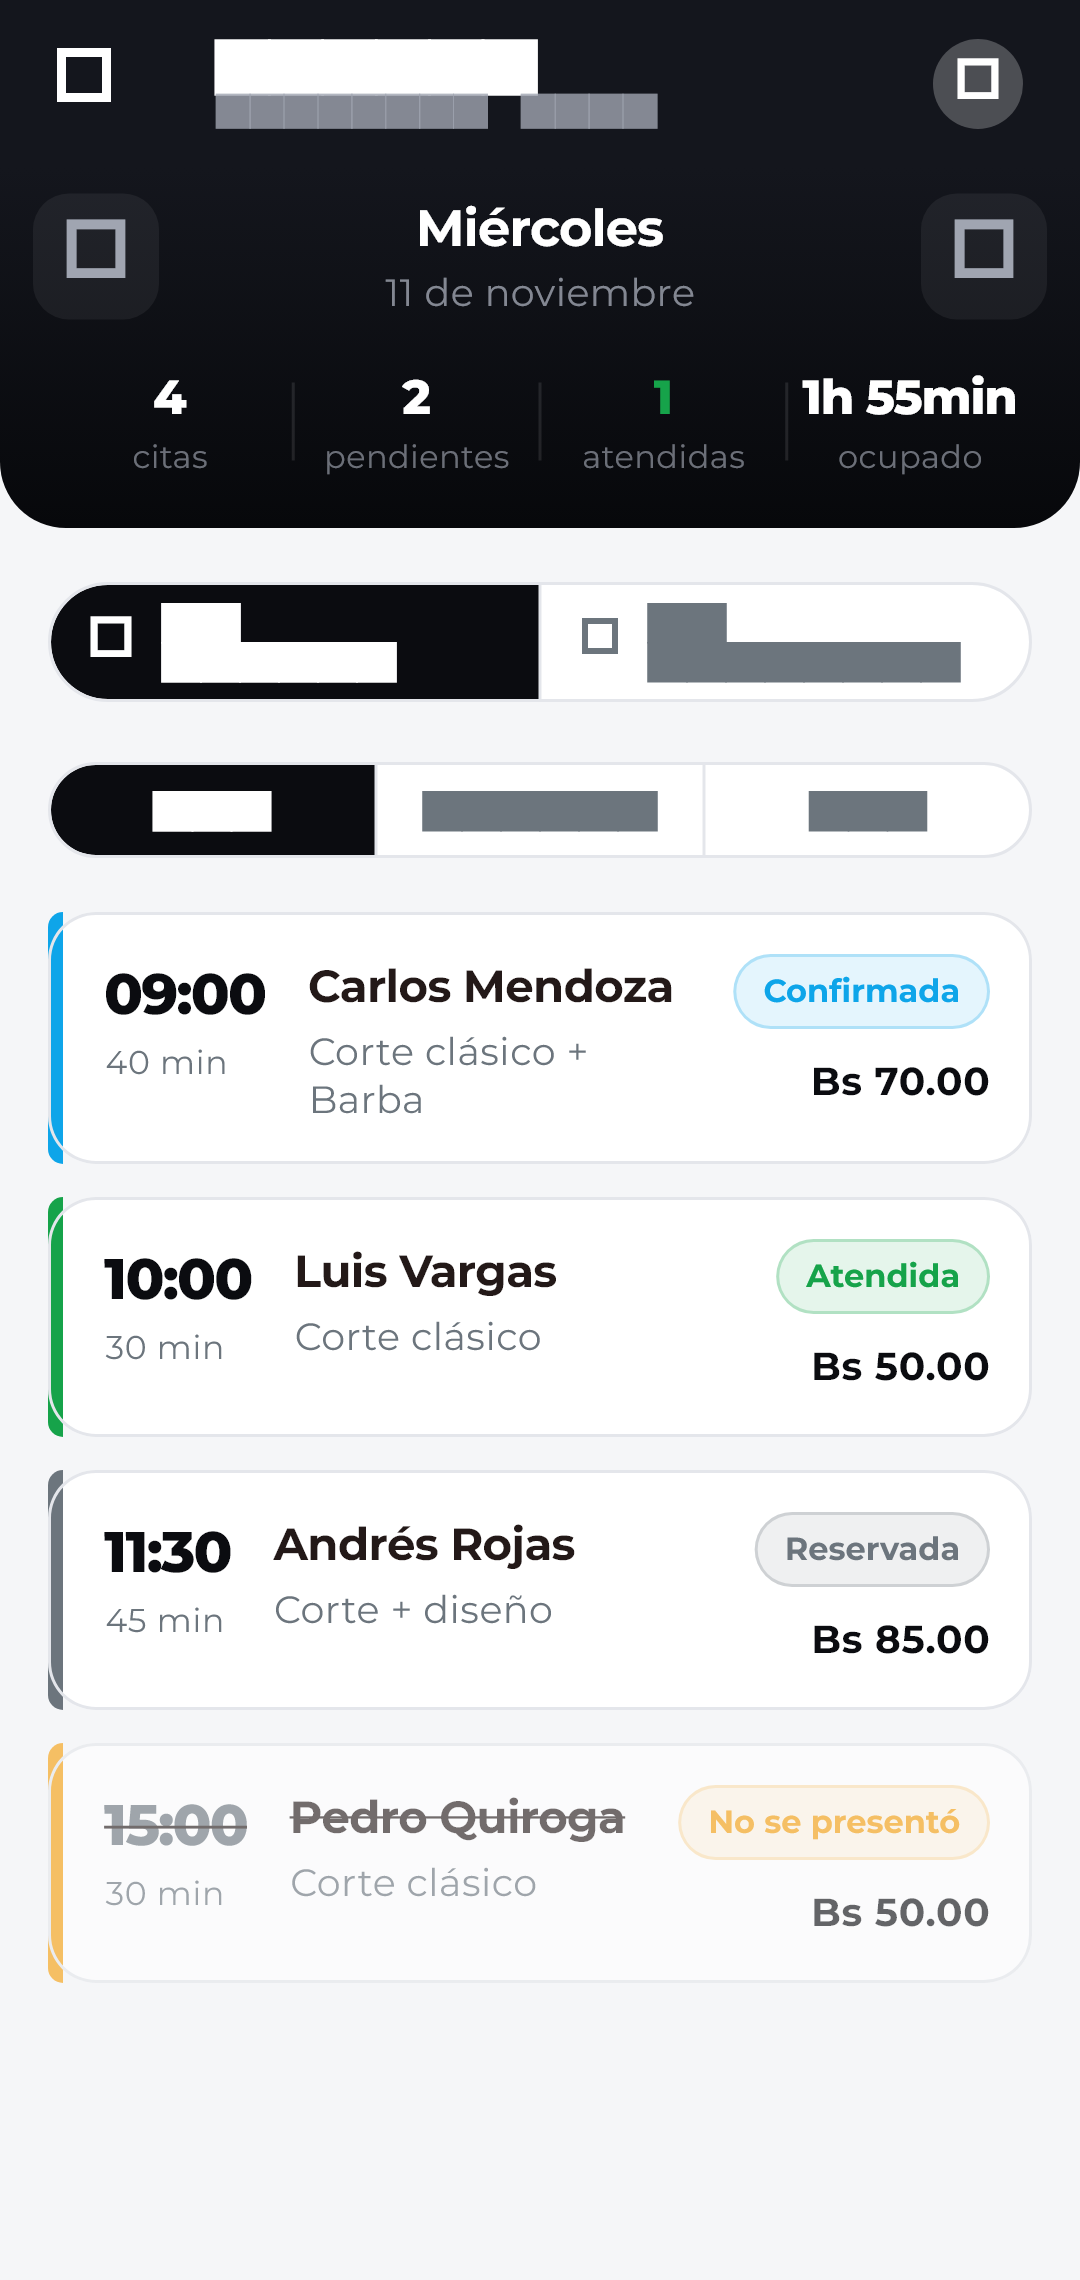 Miércoles
11 de noviembre
4
2
1
1h 55min
citas
pendientes
atendidas
ocupado
09:00
Carlos Mendoza
Confirmada
40 min
Corte clásico +
Barba
Bs 70.00
10:00
Luis Vargas
Atendida
30 min
Corte clásico
Bs 50.00
11:30
Andrés Rojas
Reservada
45 min
Corte + diseño
Bs 85.00
15:00
Pedro Quiroga
No se presentó
30 min
Corte clásico
Bs 50.00